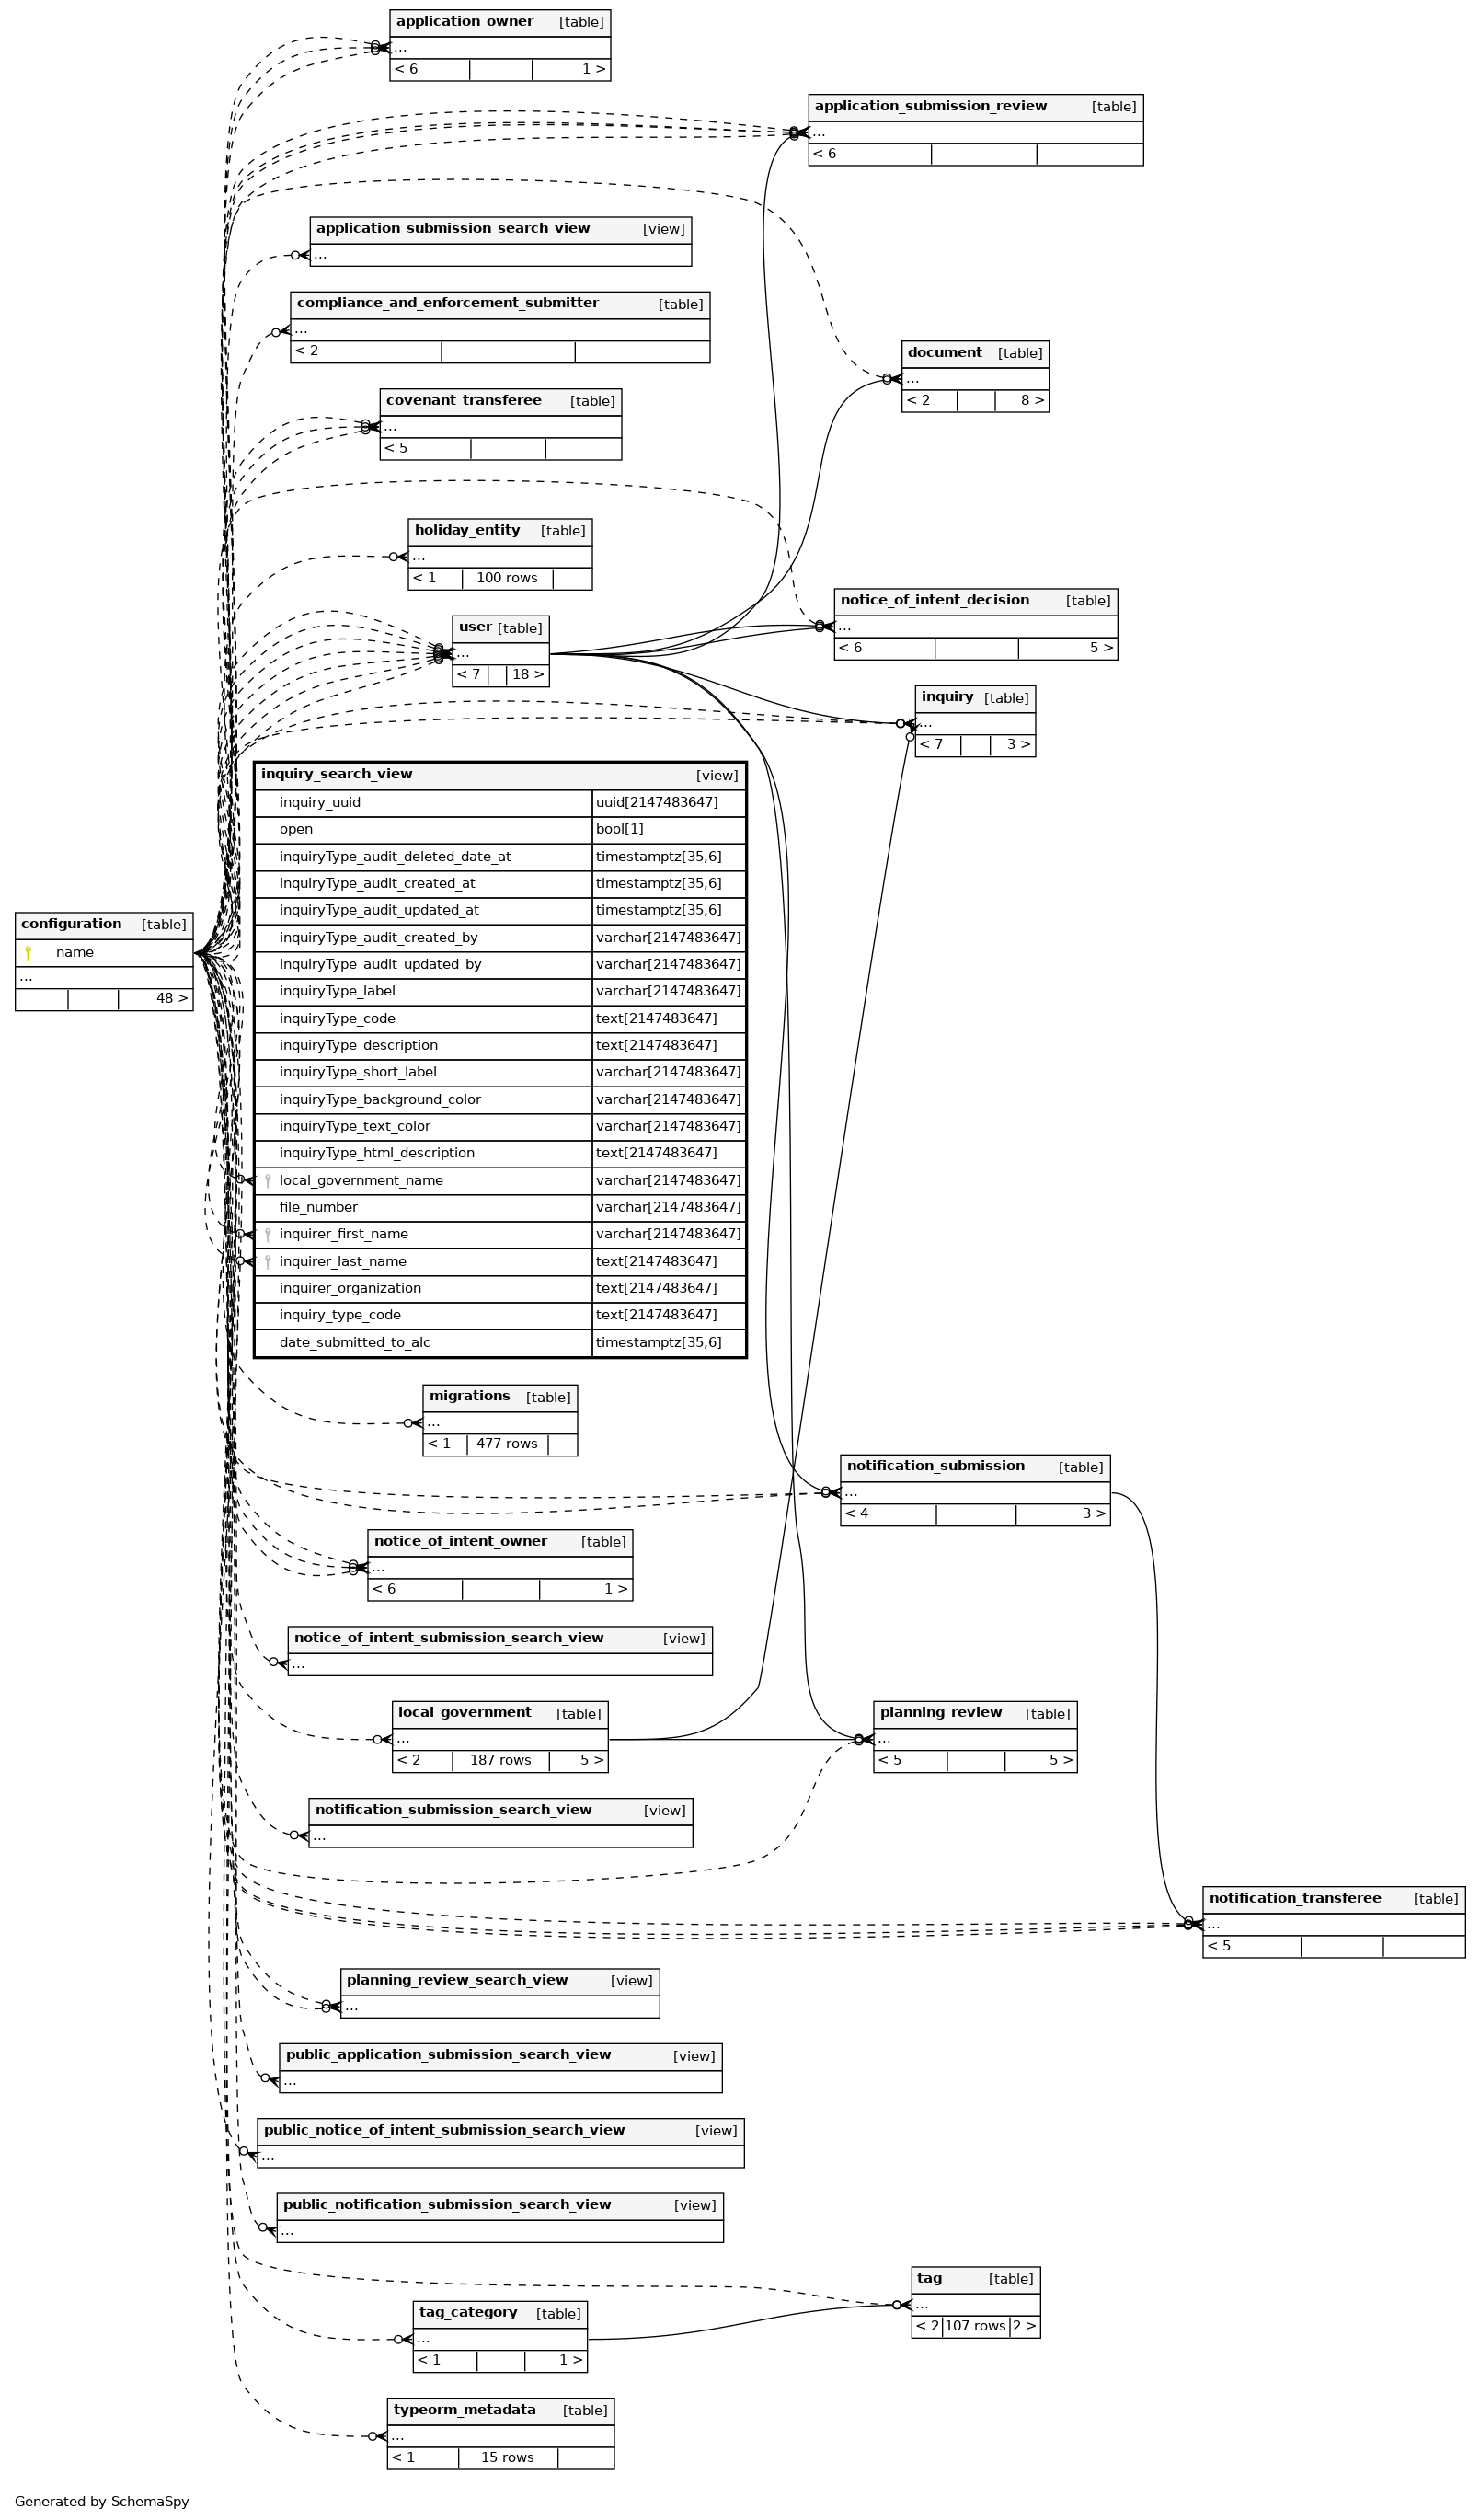 application_owner [table]
...
< 6 1 >
application_submission_review [table]
...
< 6
application_submission_search_view [view]
...
compliance_and_enforcement_submitter [table]
...
< 2
document [table]
...
< 2 8 >
covenant_transferee [table]
...
< 5
holiday_entity [table]
...
< 1 100 rows
notice_of_intent_decision [table]
...
< 6 5 >
user [table]
...
< 7 18 >
inquiry [table]
...
< 7 3 >
inquiry_search_view [view]
inquiry_uuid uuid[2147483647]
open bool[1]
inquiryType_audit_deleted_date_at timestamptz[35,6]
inquiryType_audit_created_at timestamptz[35,6]
inquiryType_audit_updated_at timestamptz[35,6]
inquiryType_audit_created_by varchar[2147483647]
inquiryType_audit_updated_by varchar[2147483647]
inquiryType_label varchar[2147483647]
inquiryType_code text[2147483647]
inquiryType_description text[2147483647]
inquiryType_short_label varchar[2147483647]
inquiryType_background_color varchar[2147483647]
inquiryType_text_color varchar[2147483647]
inquiryType_html_description text[2147483647]
local_government_name varchar[2147483647]
file_number varchar[2147483647]
inquirer_first_name varchar[2147483647]
inquirer_last_name text[2147483647]
inquirer_organization text[2147483647]
inquiry_type_code text[2147483647]
date_submitted_to_alc timestamptz[35,6]
configuration [table]
name
...
48 >
migrations [table]
...
< 1 477 rows
notification_submission [table]
...
< 4 3 >
notice_of_intent_owner [table]
...
< 6 1 >
notice_of_intent_submission_search_view [view]
...
local_government [table]
...
< 2 187 rows 5 >
planning_review [table]
...
< 5 5 >
notification_submission_search_view [view]
...
notification_transferee [table]
...
< 5
planning_review_search_view [view]
...
public_application_submission_search_view [view]
...
public_notice_of_intent_submission_search_view [view]
...
public_notification_submission_search_view [view]
...
tag [table]
...
< 2 107 rows 2 >
tag_category [table]
...
< 1 1 >
typeorm_metadata [table]
...
< 1 15 rows
Generated by SchemaSpy